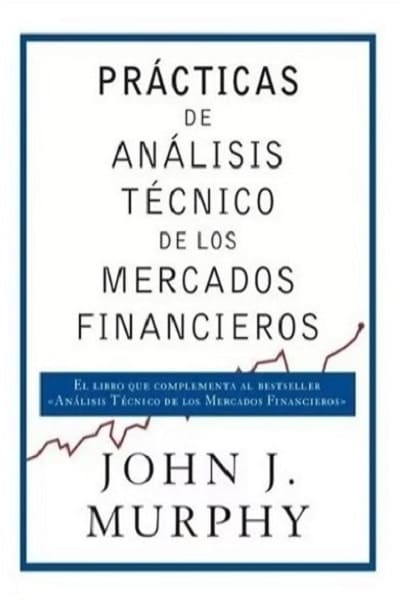 PRÁCTICAS
DE
ANÁLISIS
TÉCNICO
DE LOS
MERCADOS
FINANCIEROS
EL LIBRO QUE COMPLEMENTA AL BESTSELLER
«ANÁLISIS TÉCNICO DE LOS MERCADOS FINANCIEROS»
JOHN J.
MURPHY